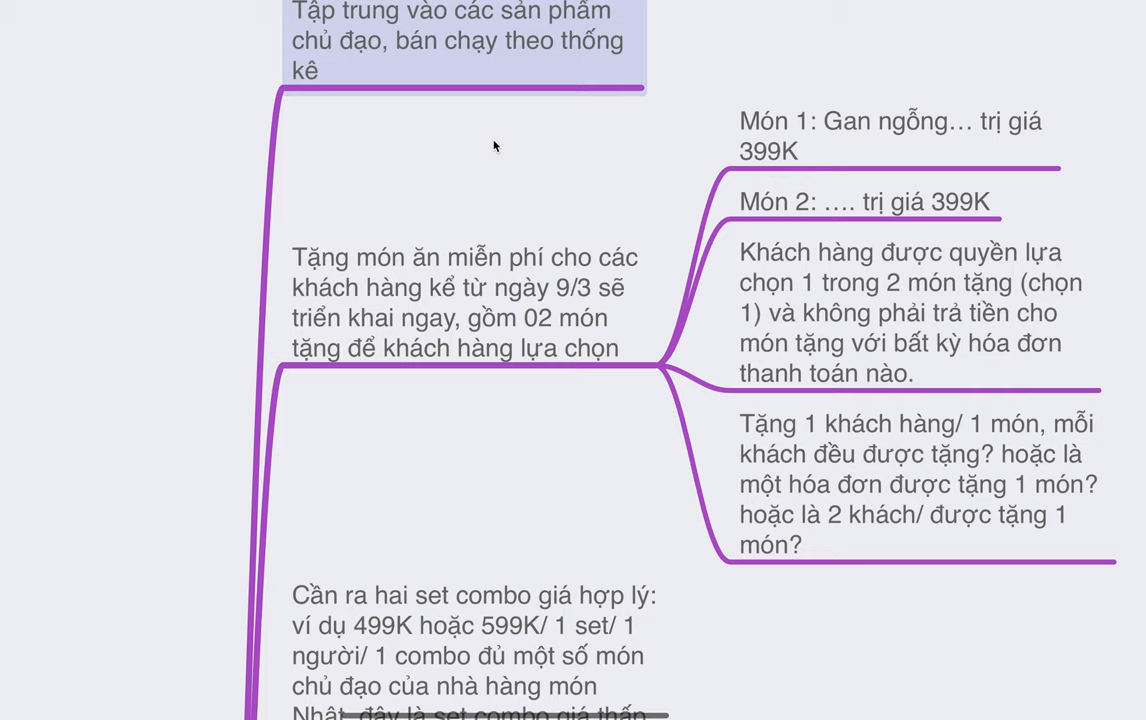 Tập trung vào các sản phẩm
chủ đạo, bán chạy theo thống
kê
Tặng món ăn miễn phí cho các
khách hàng kể từ ngày 9/3 sẽ
triển khai ngay, gồm 02 món
tặng để khách hàng lựa chọn
Món 1: Gan ngỗng… trị giá
399K
Món 2: …. trị giá 399K
Khách hàng được quyền lựa
chọn 1 trong 2 món tặng (chọn
1) và không phải trả tiền cho
món tặng với bất kỳ hóa đơn
thanh toán nào.
Tặng 1 khách hàng/ 1 món, mỗi
khách đều được tặng? hoặc là
một hóa đơn được tặng 1 món?
hoặc là 2 khách/ được tặng 1
món?
Cần ra hai set combo giá hợp lý:
ví dụ 499K hoặc 599K/ 1 set/ 1
người/ 1 combo đủ một số món
chủ đạo của nhà hàng món
Nhật, đây là set combo giá thấp